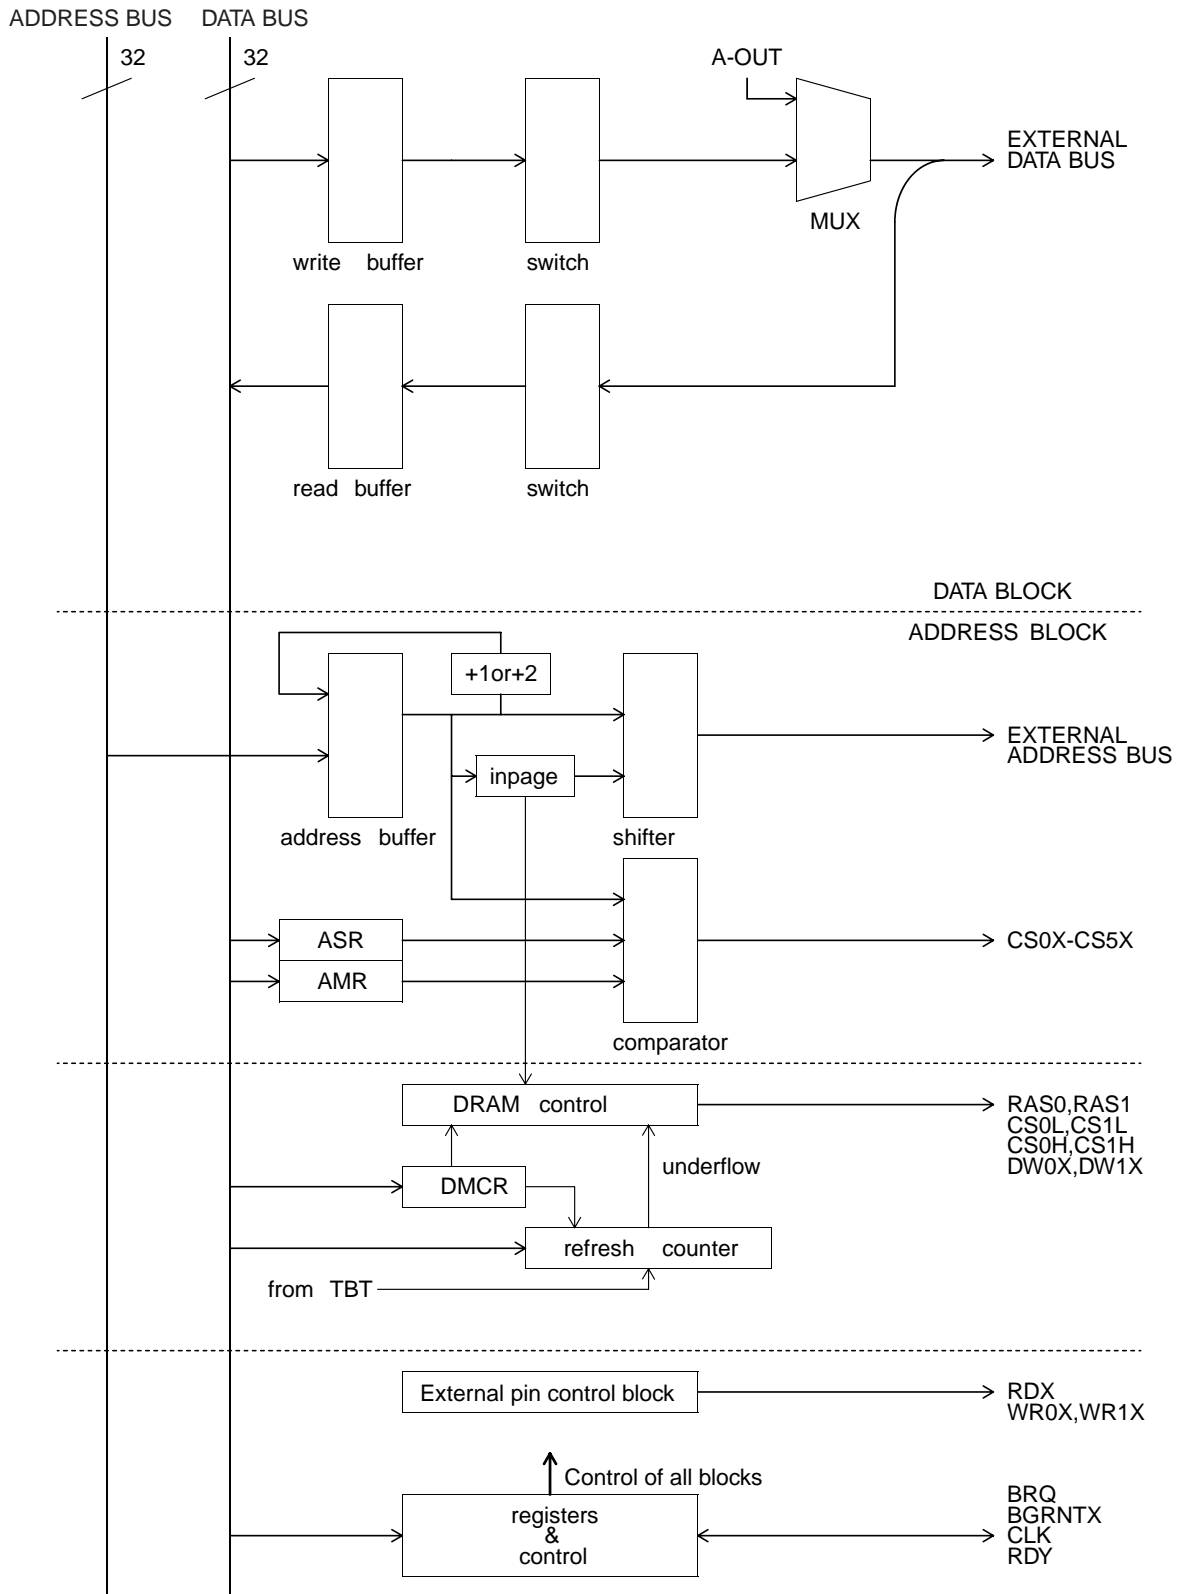 ADDRESS BUS DATA BUS
32 32
A-OUT
EXTERNAL
DATA BUS
MUX
write buffer switch
read buffer switch
DATA BLOCK
ADDRESS BLOCK
+1or+2
EXTERNAL
ADDRESS BUS
inpage
address buffer shifter
ASR
CS0X-CS5X
AMR
comparator
DRAM control
RAS0,RAS1
CS0L,CS1L
CS0H,CS1H
DW0X,DW1X
underflow
DMCR
refresh counter
from TBT
External pin control block
RDX
WR0X,WR1X
Control of all blocks
registers
&
control
BRQ
BGRNTX
CLK
RDY